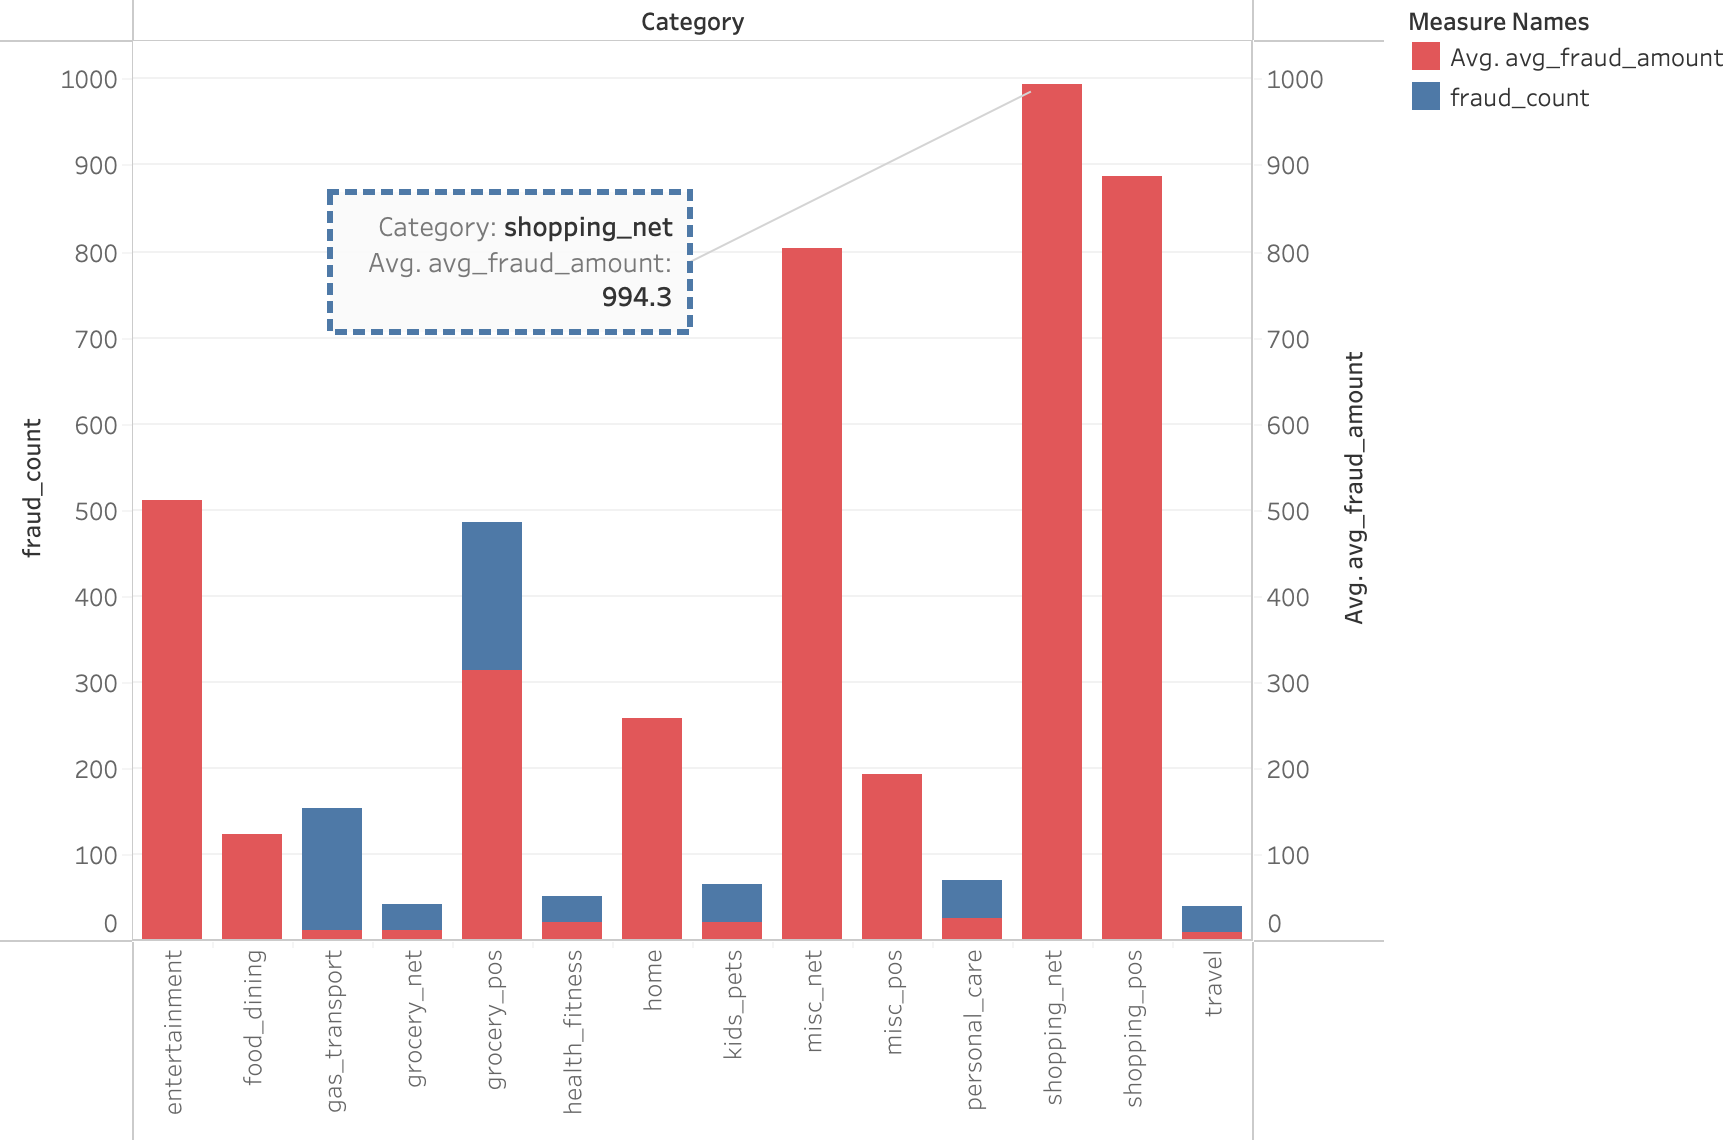 Category
Measure Names
Avg. avg_fraud_amount
fraud_count
1000
900
800
700
600
500
400
300
200
100
0
fraud_count
Category: shopping_net
Avg. avg_fraud_amount:
994.3
1000
900
800
700
600
500
400
300
200
100
0
Avg. avg_fraud_amount
entertainment
food_dining
gas_transport
grocery_net
grocery_pos
health_fitness
home
kids_pets
misc_net
misc_pos
personal_care
shopping_net
shopping_pos
travel